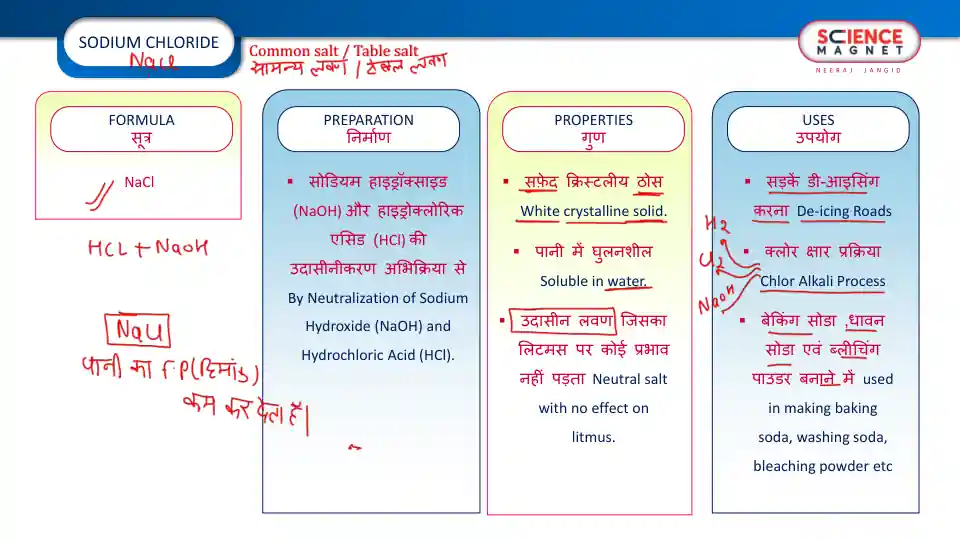 SODIUM CHLORIDE
NaCl
Common salt / Table salt
सामन्य लवण / टेबल लवण
SCIENCE
MAGNET
NEERAJ JANGID
FORMULA
सूत्र
NaCl
HCL + NaOH
NaCl
पानी का F.P (हिमांक)
कम कर देता है|
PREPARATION
निर्माण
▪ सोडियम हाइड्रॉक्साइड
(NaOH) और हाइड्रोक्लोरिक
एसिड (HCl) की
उदासीनीकरण अभिक्रिया से
By Neutralization of Sodium
Hydroxide (NaOH) and
Hydrochloric Acid (HCl).
PROPERTIES
गुण
▪ सफ़ेद क्रिस्टलीय ठोस
White crystalline solid.
▪ पानी में घुलनशील
Soluble in water.
▪ उदासीन लवण जिसका
लिटमस पर कोई प्रभाव
नहीं पड़ता Neutral salt
with no effect on
litmus.
USES
उपयोग
▪ सड़कें डी-आइसिंग
करना De-icing Roads
▪ क्लोर क्षार प्रक्रिया
Chlor Alkali Process
H2
Cl2
NaOH
▪ बेकिंग सोडा ,धावन
सोडा एवं ब्लीचिंग
पाउडर बनाने में used
in making baking
soda, washing soda,
bleaching powder etc